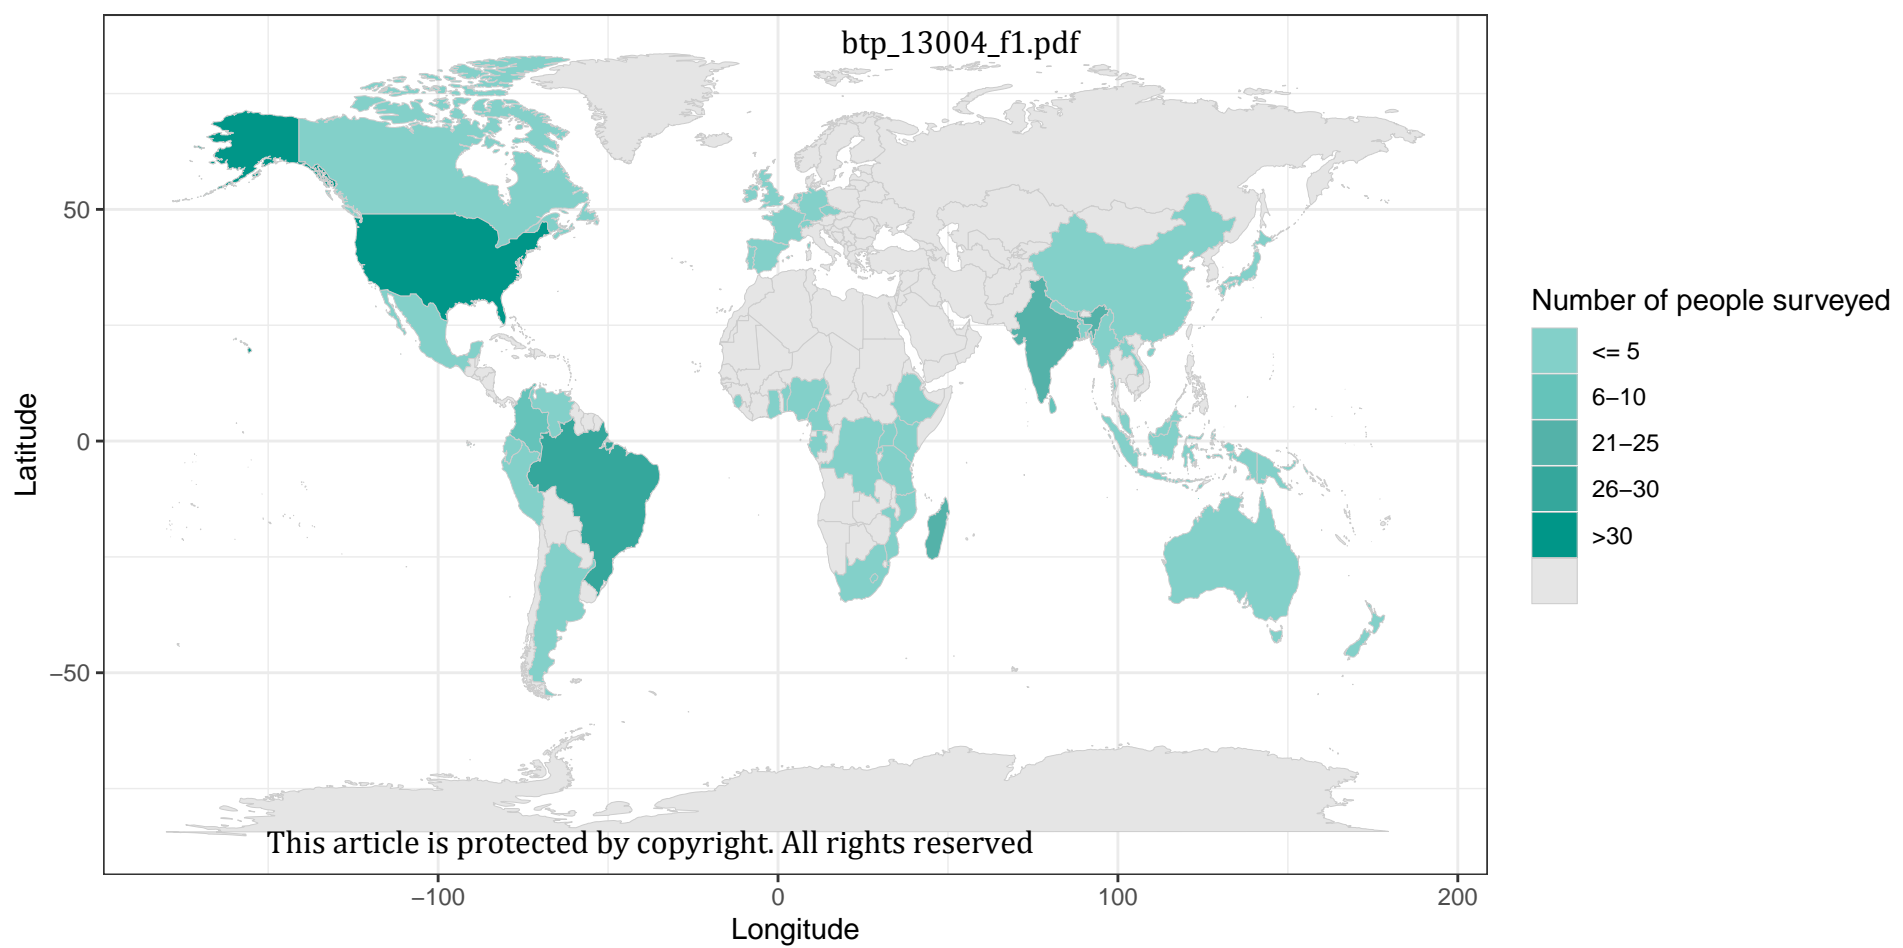 btp_13004_f1.pdf
Number of people surveyed
<= 5
6–10
21–25
26–30
>30
Latitude
50
0
−50
−100
0
100
200
Longitude
This article is protected by copyright. All rights reserved